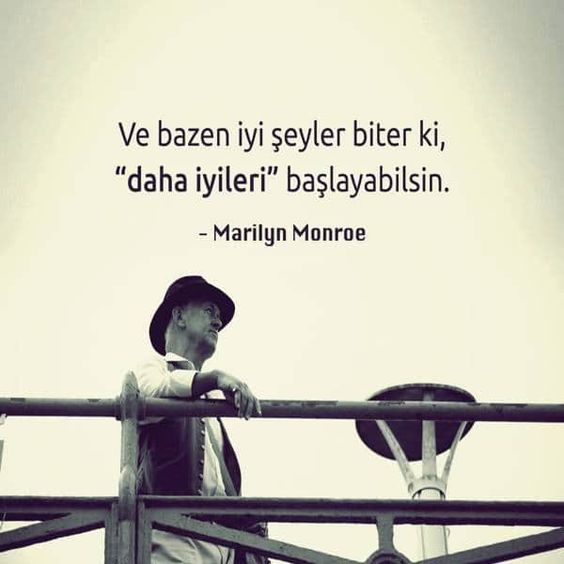 Ve bazen iyi şeyler biter ki,
“daha iyileri” başlayabilsin.
- Marilyn Monroe